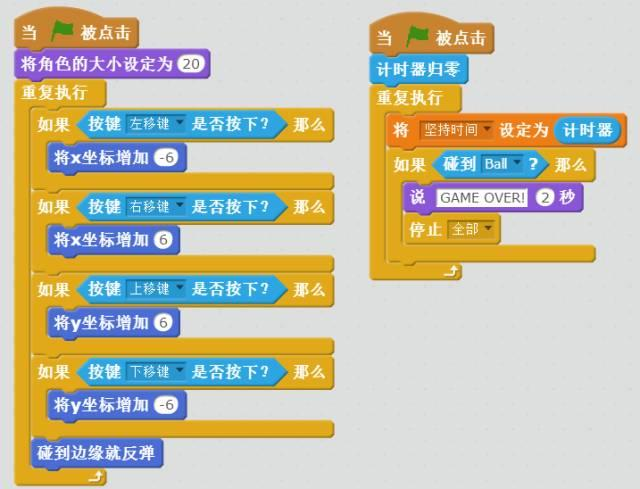 当 被点击
将角色的大小设定为 20
重复执行
如果 按键 左移键 是否按下? 那么
将x坐标增加 -6
如果 按键 右移键 是否按下? 那么
将x坐标增加 6
如果 按键 上移键 是否按下? 那么
将y坐标增加 6
如果 按键 下移键 是否按下? 那么
将y坐标增加 -6
碰到边缘就反弹
当 被点击
计时器归零
重复执行
将 坚持时间 设定为 计时器
如果 碰到 Ball ? 那么
说 GAME OVER! 2 秒
停止 全部